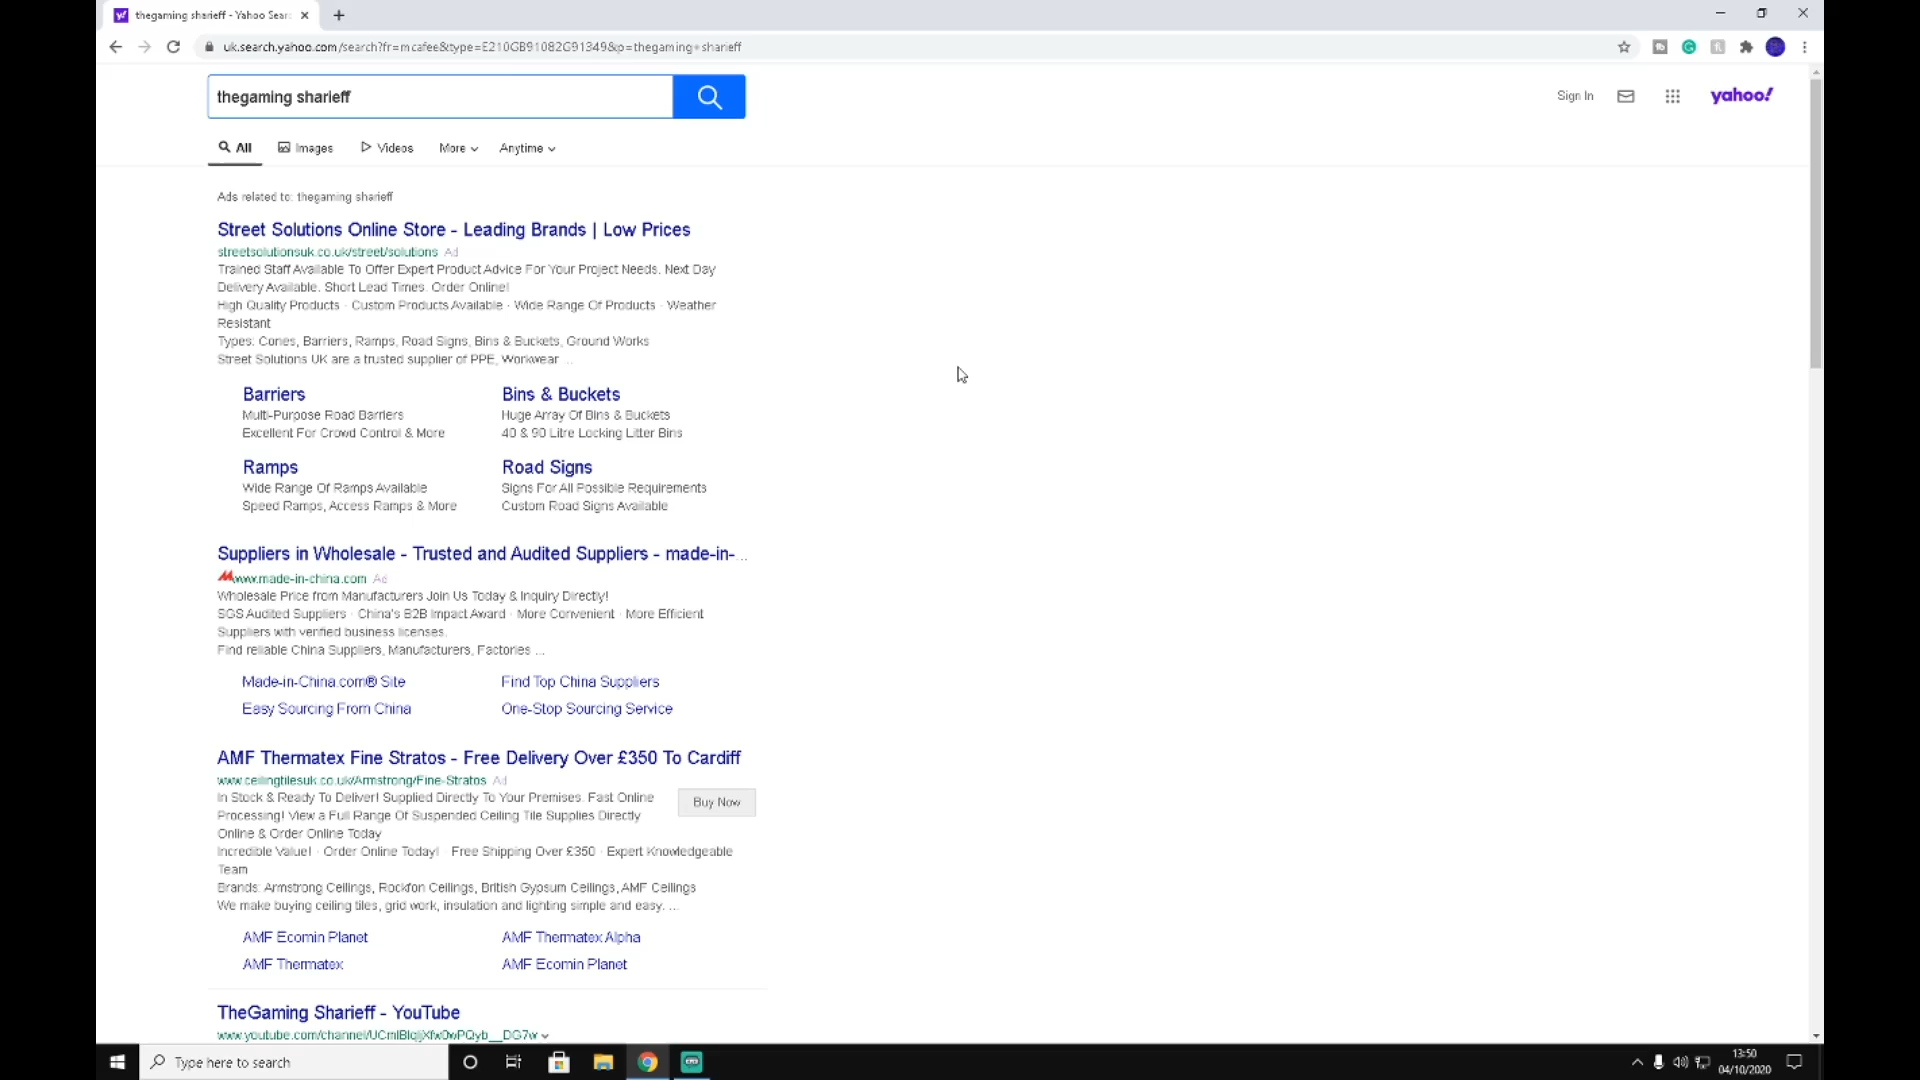 thegaming sharieff - Yahoo Sear
uk.search.yahoo.com/search?fr=mcafee&type=E210GB91082G91349&p=thegaming+sharieff
thegaming sharieff
Sign In
yahoo!
All Images Videos More Anytime
Ads related to: thegaming sharieff
Street Solutions Online Store - Leading Brands | Low Prices
streetsolutionsuk.co.uk/street/solutions Ad
Trained Staff Available To Offer Expert Product Advice For Your Project Needs. Next Day
Delivery Available. Short Lead Times. Order Online!
High Quality Products · Custom Products Available · Wide Range Of Products · Weather
Resistant
Types: Cones, Barriers, Ramps, Road Signs, Bins & Buckets, Ground Works
Street Solutions UK are a trusted supplier of PPE, Workwear ...
Barriers
Multi-Purpose Road Barriers
Excellent For Crowd Control & More
Bins & Buckets
Huge Array Of Bins & Buckets
40 & 90 Litre Locking Litter Bins
Ramps
Wide Range Of Ramps Available
Speed Ramps, Access Ramps & More
Road Signs
Signs For All Possible Requirements
Custom Road Signs Available
Suppliers in Wholesale - Trusted and Audited Suppliers - made-in-...
www.made-in-china.com Ad
Wholesale Price from Manufacturers Join Us Today & Inquiry Directly!
SGS Audited Suppliers · China's B2B Impact Award · More Convenient · More Efficient
Suppliers with verified business licenses.
Find reliable China Suppliers, Manufacturers, Factories ...
Made-in-China.com® Site
Find Top China Suppliers
Easy Sourcing From China
One-Stop Sourcing Service
AMF Thermatex Fine Stratos - Free Delivery Over £350 To Cardiff
www.ceilingtilesuk.co.uk/Armstrong/Fine-Stratos Ad
In Stock & Ready To Deliver! Supplied Directly To Your Premises. Fast Online
Processing! View a Full Range Of Suspended Ceiling Tile Supplies Directly
Online & Order Online Today
Buy Now
Incredible Value! · Order Online Today! · Free Shipping Over £350 · Expert Knowledgeable
Team
Brands: Armstrong Ceilings, Rockfon Ceilings, British Gypsum Ceilings, AMF Ceilings
We make buying ceiling tiles, grid work, insulation and lighting simple and easy. ...
AMF Ecomin Planet
AMF Thermatex Alpha
AMF Thermatex
AMF Ecomin Planet
TheGaming Sharieff - YouTube
Type here to search
13:50
04/10/2020